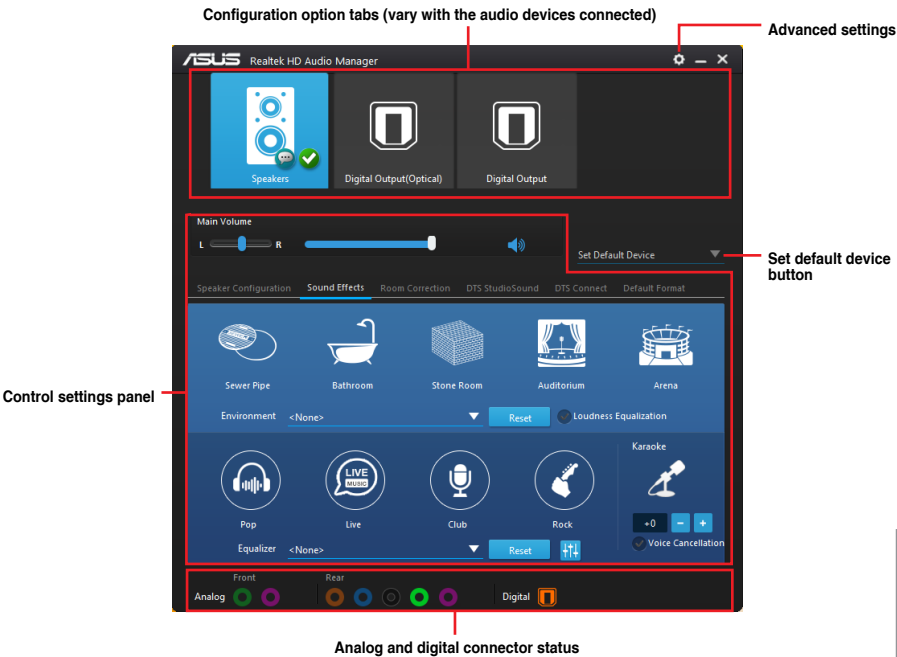 Configuration option tabs (vary with the audio devices connected)
Advanced settings
ASUS Realtek HD Audio Manager
Speakers
Digital Output(Optical)
Digital Output
Main Volume
L
R
Set Default Device
Set default device
button
Speaker Configuration
Sound Effects
Room Correction
DTS StudioSound
DTS Connect
Default Format
Sewer Pipe
Bathroom
Stone Room
Auditorium
Arena
Control settings panel
Environment
<None>
Reset
Loudness Equalization
LIVE
MUSIC
Karaoke
Pop
Live
Club
Rock
+0
Equalizer
<None>
Reset
Voice Cancellation
Front
Rear
Analog
Digital
Analog and digital connector status